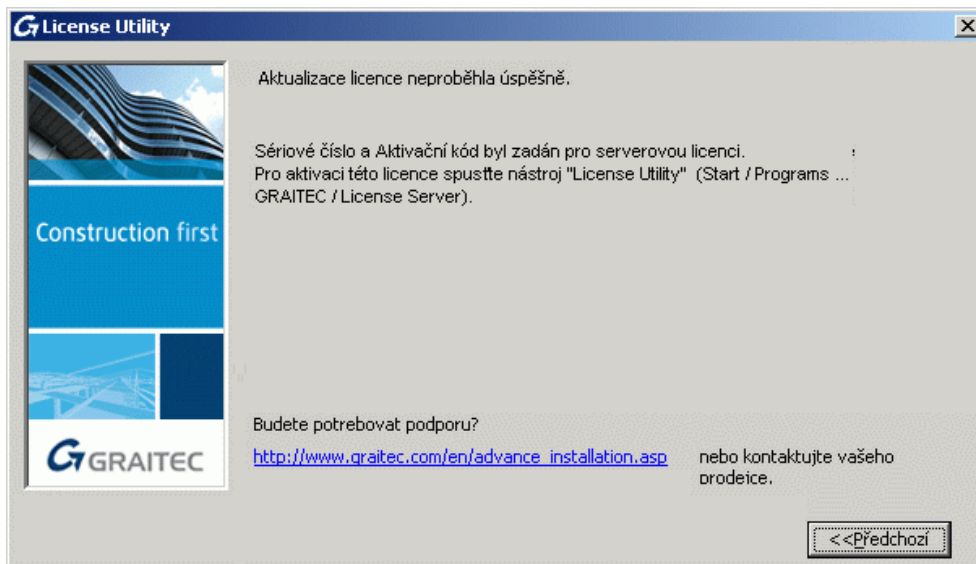 License Utility
Aktualizace licence neproběhla úspěšně.
Sériové číslo a Aktivační kód byl zadán pro serverovou licenci.
Pro aktivaci této licence spusťte nástroj "License Utility" (Start / Programs ...
GRAITEC / License Server).
Construction first
GRAITEC
Budete potrebovat podporu?
http://www.graitec.com/en/advance_installation.asp nebo kontaktujte vašeho
prodejce.
<<Předchozí